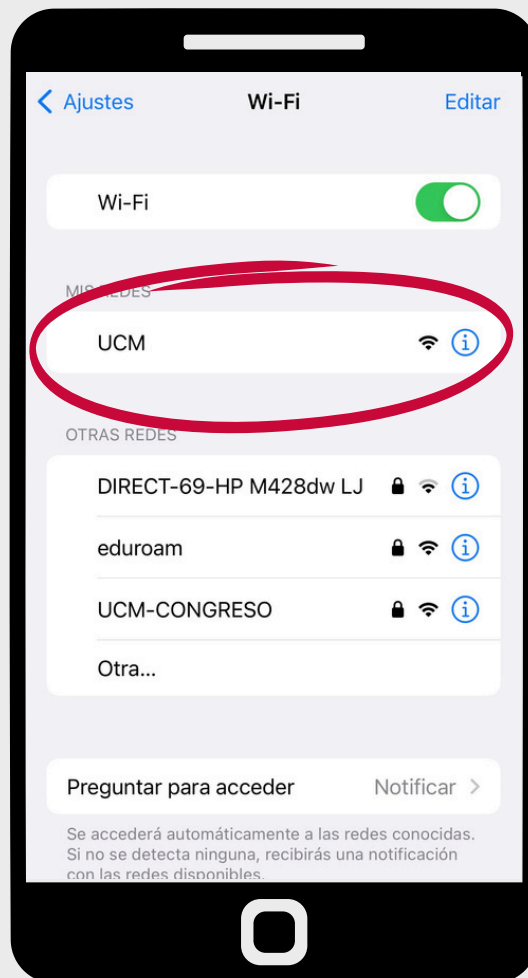 Ajustes Wi-Fi Editar
Wi-Fi
MIS REDES
UCM
OTRAS REDES
DIRECT-69-HP M428dw LJ
eduroam
UCM-CONGRESO
Otra...
Preguntar para acceder Notificar
Se accederá automáticamente a las redes conocidas.
Si no se detecta ninguna, recibirás una notificación
con las redes disponibles.